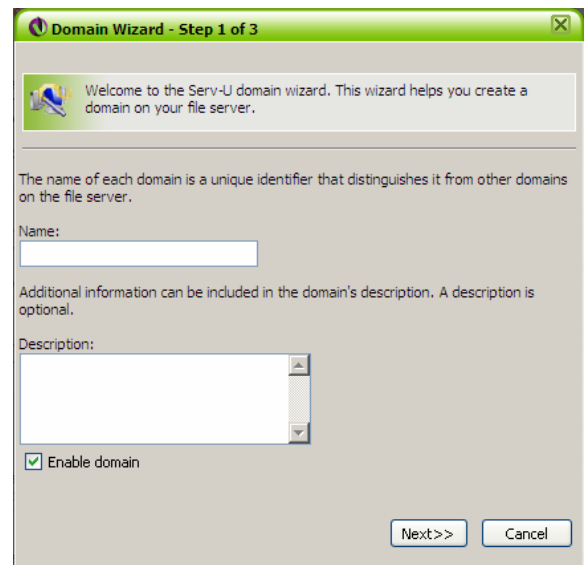 Domain Wizard - Step 1 of 3
Welcome to the Serv-U domain wizard. This wizard helps you create a
domain on your file server.
The name of each domain is a unique identifier that distinguishes it from other domains
on the file server.
Name:
Additional information can be included in the domain's description. A description is
optional.
Description:
Enable domain
Next>> Cancel